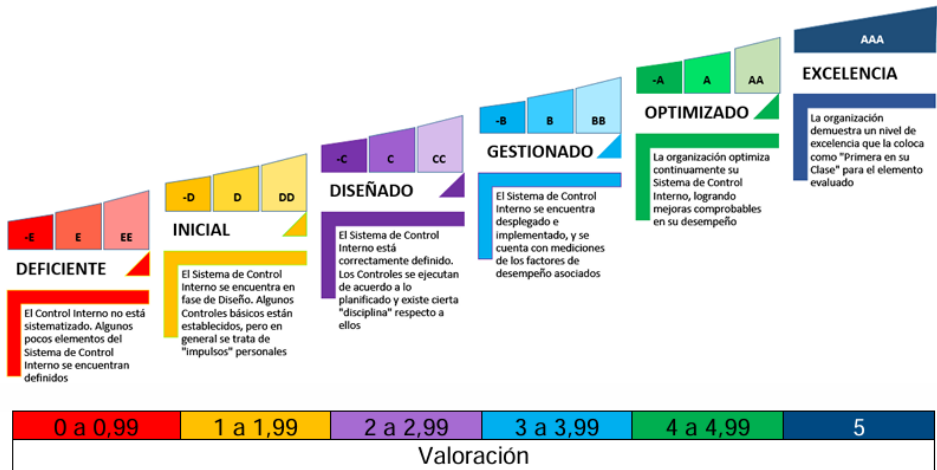 -E E EE
DEFICIENTE
El Control Interno no está
sistematizado. Algunos
pocos elementos del
Sistema de Control
Interno se encuentran
definidos
-D D DD
INICIAL
El Sistema de Control
Interno se encuentra en
fase de Diseño. Algunos
Controles básicos están
establecidos, pero en
general se trata de
"impulsos" personales
-C C CC
DISEÑADO
El Sistema de Control
Interno está
correctamente definido.
Los Controles se ejecutan
de acuerdo a lo
planificado y existe cierta
"disciplina" respecto a
ellos
-B B BB
GESTIONADO
El Sistema de Control
Interno se encuentra
desplegado e
implementado, y se
cuenta con mediciones
de los factores de
desempeño asociados
-A A AA
OPTIMIZADO
La organización optimiza
continuamente su
Sistema de Control
Interno, logrando
mejoras comprobables
en su desempeño
AAA
EXCELENCIA
La organización
demuestra un nivel de
excelencia que la coloca
como "Primera en su
Clase" para el elemento
evaluado
0 a 0,99 1 a 1,99 2 a 2,99 3 a 3,99 4 a 4,99 5
Valoración